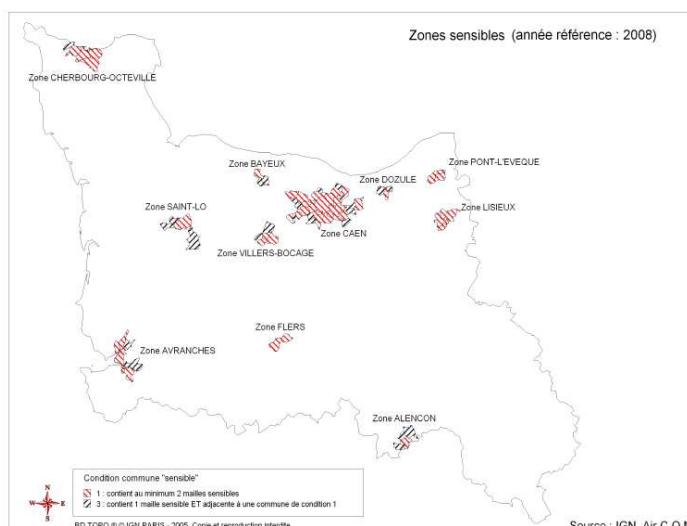 Zones sensibles (année référence : 2008)
Zone CHERBOURG-OCTEVILLE
Zone BAYEUX
Zone PONT-L'EVEQUE
Zone DOZULE
Zone SAINT-LO
Zone LISIEUX
Zone CAEN
Zone VILLERS-BOCAGE
Zone FLERS
Zone AVRANCHES
Zone ALENCON
Condition commune "sensible"
1 : contient au minimum 2 mailles sensibles
3 : contient 1 maille sensible ET adjacente à une commune de condition 1
N
W E
S
BD TOPO ® © IGN PARIS - 2005 Copie et reproduction interdite
Source : IGN, Air C.O.M